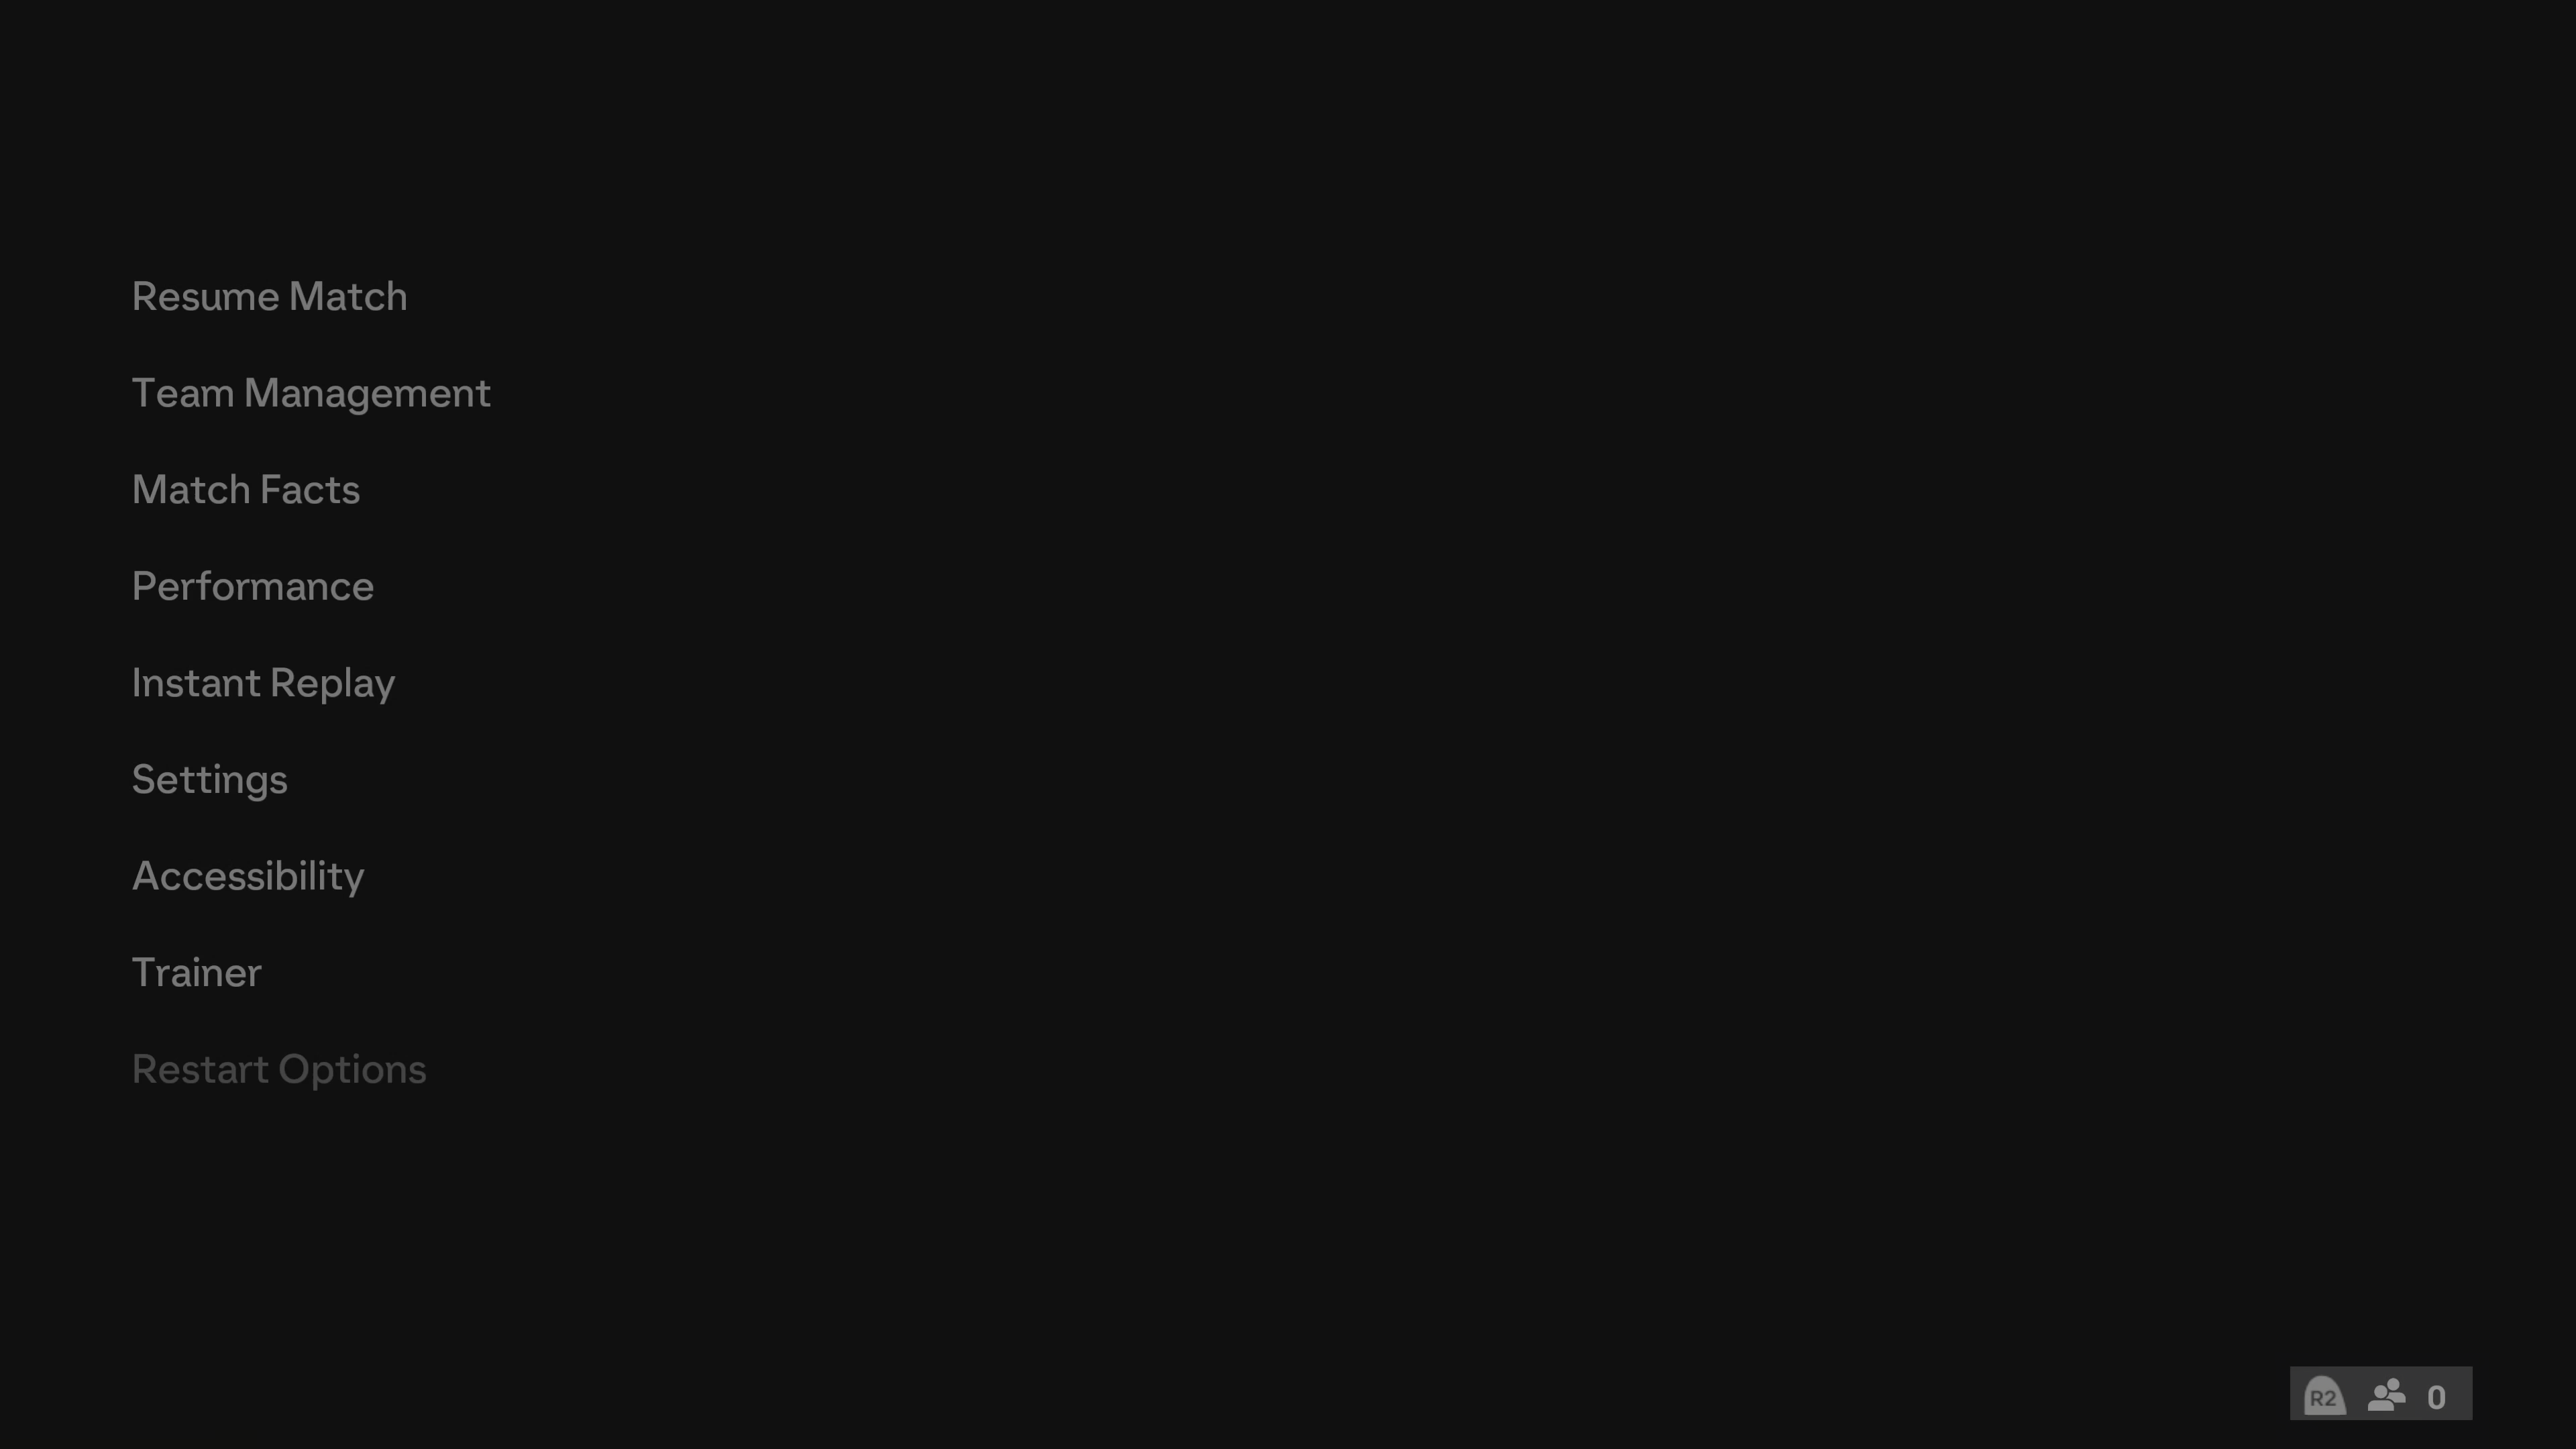 Resume Match
Team Management
Match Facts
Performance
Instant Replay
Settings
Accessibility
Trainer
Restart Options
R2 0